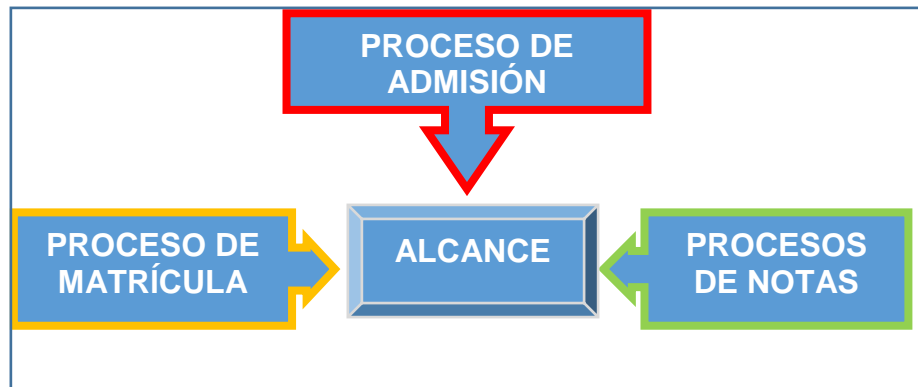 PROCESO DE
ADMISIÓN
PROCESO DE
MATRÍCULA
ALCANCE
PROCESOS
DE NOTAS